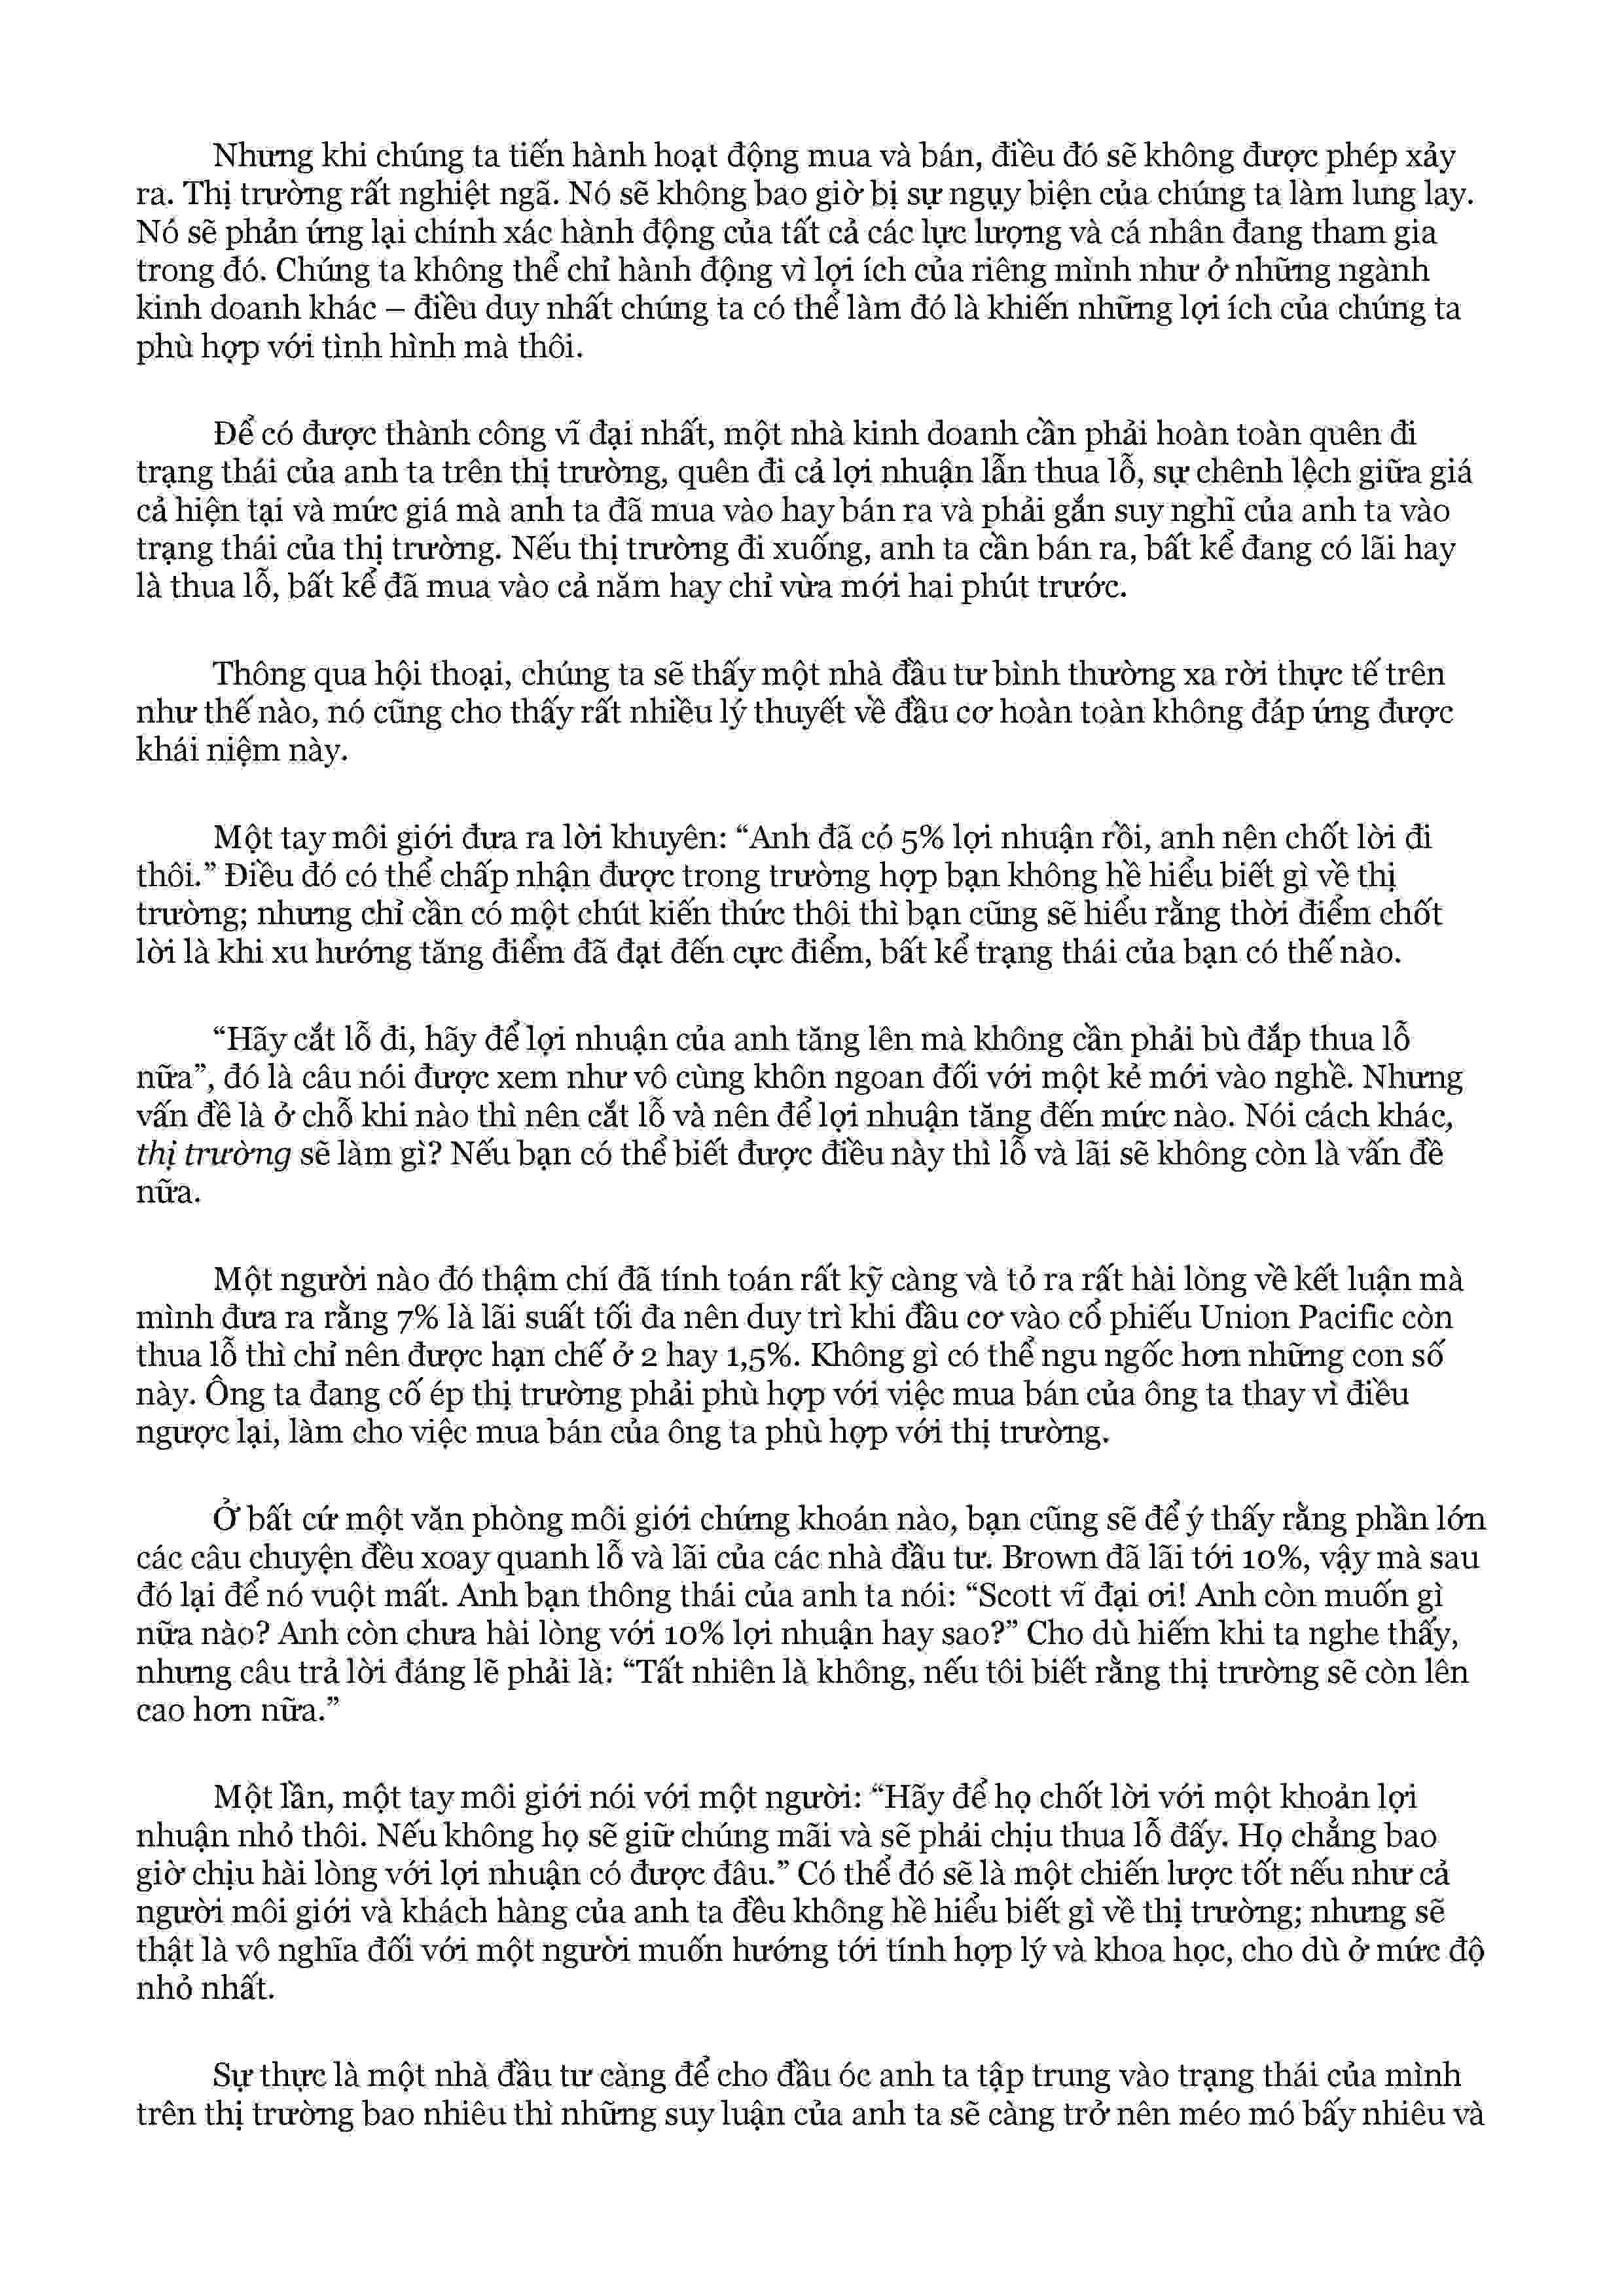 Nhưng khi chúng ta tiến hành hoạt động mua và bán, điều đó sẽ không được phép xảy
ra. Thị trường rất nghiệt ngã. Nó sẽ không bao giờ bị sự ngụy biện của chúng ta làm lung lay.
Nó sẽ phản ứng lại chính xác hành động của tất cả các lực lượng và cá nhân đang tham gia
trong đó. Chúng ta không thể chỉ hành động vì lợi ích của riêng mình như ở những ngành
kinh doanh khác – điều duy nhất chúng ta có thể làm đó là khiến những lợi ích của chúng ta
phù hợp với tình hình mà thôi.
Để có được thành công vĩ đại nhất, một nhà kinh doanh cần phải hoàn toàn quên đi
trạng thái của anh ta trên thị trường, quên đi cả lợi nhuận lẫn thua lỗ, sự chênh lệch giữa giá
cả hiện tại và mức giá mà anh ta đã mua vào hay bán ra và phải gắn suy nghĩ của anh ta vào
trạng thái của thị trường. Nếu thị trường đi xuống, anh ta cần bán ra, bất kể đang có lãi hay
là thua lỗ, bất kể đã mua vào cả năm hay chỉ vừa mới hai phút trước.
Thông qua hội thoại, chúng ta sẽ thấy một nhà đầu tư bình thường xa rời thực tế trên
như thế nào, nó cũng cho thấy rất nhiều lý thuyết về đầu cơ hoàn toàn không đáp ứng được
khái niệm này.
Một tay môi giới đưa ra lời khuyên: “Anh đã có 5% lợi nhuận rồi, anh nên chốt lời đi
thôi.” Điều đó có thể chấp nhận được trong trường hợp bạn không hề hiểu biết gì về thị
trường; nhưng chỉ cần có một chút kiến thức thôi thì bạn cũng sẽ hiểu rằng thời điểm chốt
lời là khi xu hướng tăng điểm đã đạt đến cực điểm, bất kể trạng thái của bạn có thế nào.
“Hãy cắt lỗ đi, hãy để lợi nhuận của anh tăng lên mà không cần phải bù đắp thua lỗ
nữa”, đó là câu nói được xem như vô cùng khôn ngoan đối với một kẻ mới vào nghề. Nhưng
vấn đề là ở chỗ khi nào thì nên cắt lỗ và nên để lợi nhuận tăng đến mức nào. Nói cách khác,
thị trường sẽ làm gì? Nếu bạn có thể biết được điều này thì lỗ và lãi sẽ không còn là vấn đề
nữa.
Một người nào đó thậm chí đã tính toán rất kỹ càng và tỏ ra rất hài lòng về kết luận mà
mình đưa ra rằng 7% là lãi suất tối đa nên duy trì khi đầu cơ vào cổ phiếu Union Pacific còn
thua lỗ thì chỉ nên được hạn chế ở 2 hay 1,5%. Không gì có thể ngu ngốc hơn những con số
này. Ông ta đang cố ép thị trường phải phù hợp với việc mua bán của ông ta thay vì điều
ngược lại, làm cho việc mua bán của ông ta phù hợp với thị trường.
Ở bất cứ một văn phòng môi giới chứng khoán nào, bạn cũng sẽ để ý thấy rằng phần lớn
các câu chuyện đều xoay quanh lỗ và lãi của các nhà đầu tư. Brown đã lãi tới 10%, vậy mà sau
đó lại để nó vuột mất. Anh bạn thông thái của anh ta nói: “Scott vĩ đại ơi! Anh còn muốn gì
nữa nào? Anh còn chưa hài lòng với 10% lợi nhuận hay sao?” Cho dù hiếm khi ta nghe thấy,
nhưng câu trả lời đáng lẽ phải là: “Tất nhiên là không, nếu tôi biết rằng thị trường sẽ còn lên
cao hơn nữa.”
Một lần, một tay môi giới nói với một người: “Hãy để họ chốt lời với một khoản lợi
nhuận nhỏ thôi. Nếu không họ sẽ giữ chúng mãi và sẽ phải chịu thua lỗ đấy. Họ chẳng bao
giờ chịu hài lòng với lợi nhuận có được đâu.” Có thể đó sẽ là một chiến lược tốt nếu như cả
người môi giới và khách hàng của anh ta đều không hề hiểu biết gì về thị trường; nhưng sẽ
thật là vô nghĩa đối với một người muốn hướng tới tính hợp lý và khoa học, cho dù ở mức độ
nhỏ nhất.
Sự thực là một nhà đầu tư càng để cho đầu óc anh ta tập trung vào trạng thái của mình
trên thị trường bao nhiêu thì những suy luận của anh ta sẽ càng trở nên méo mó bấy nhiêu và